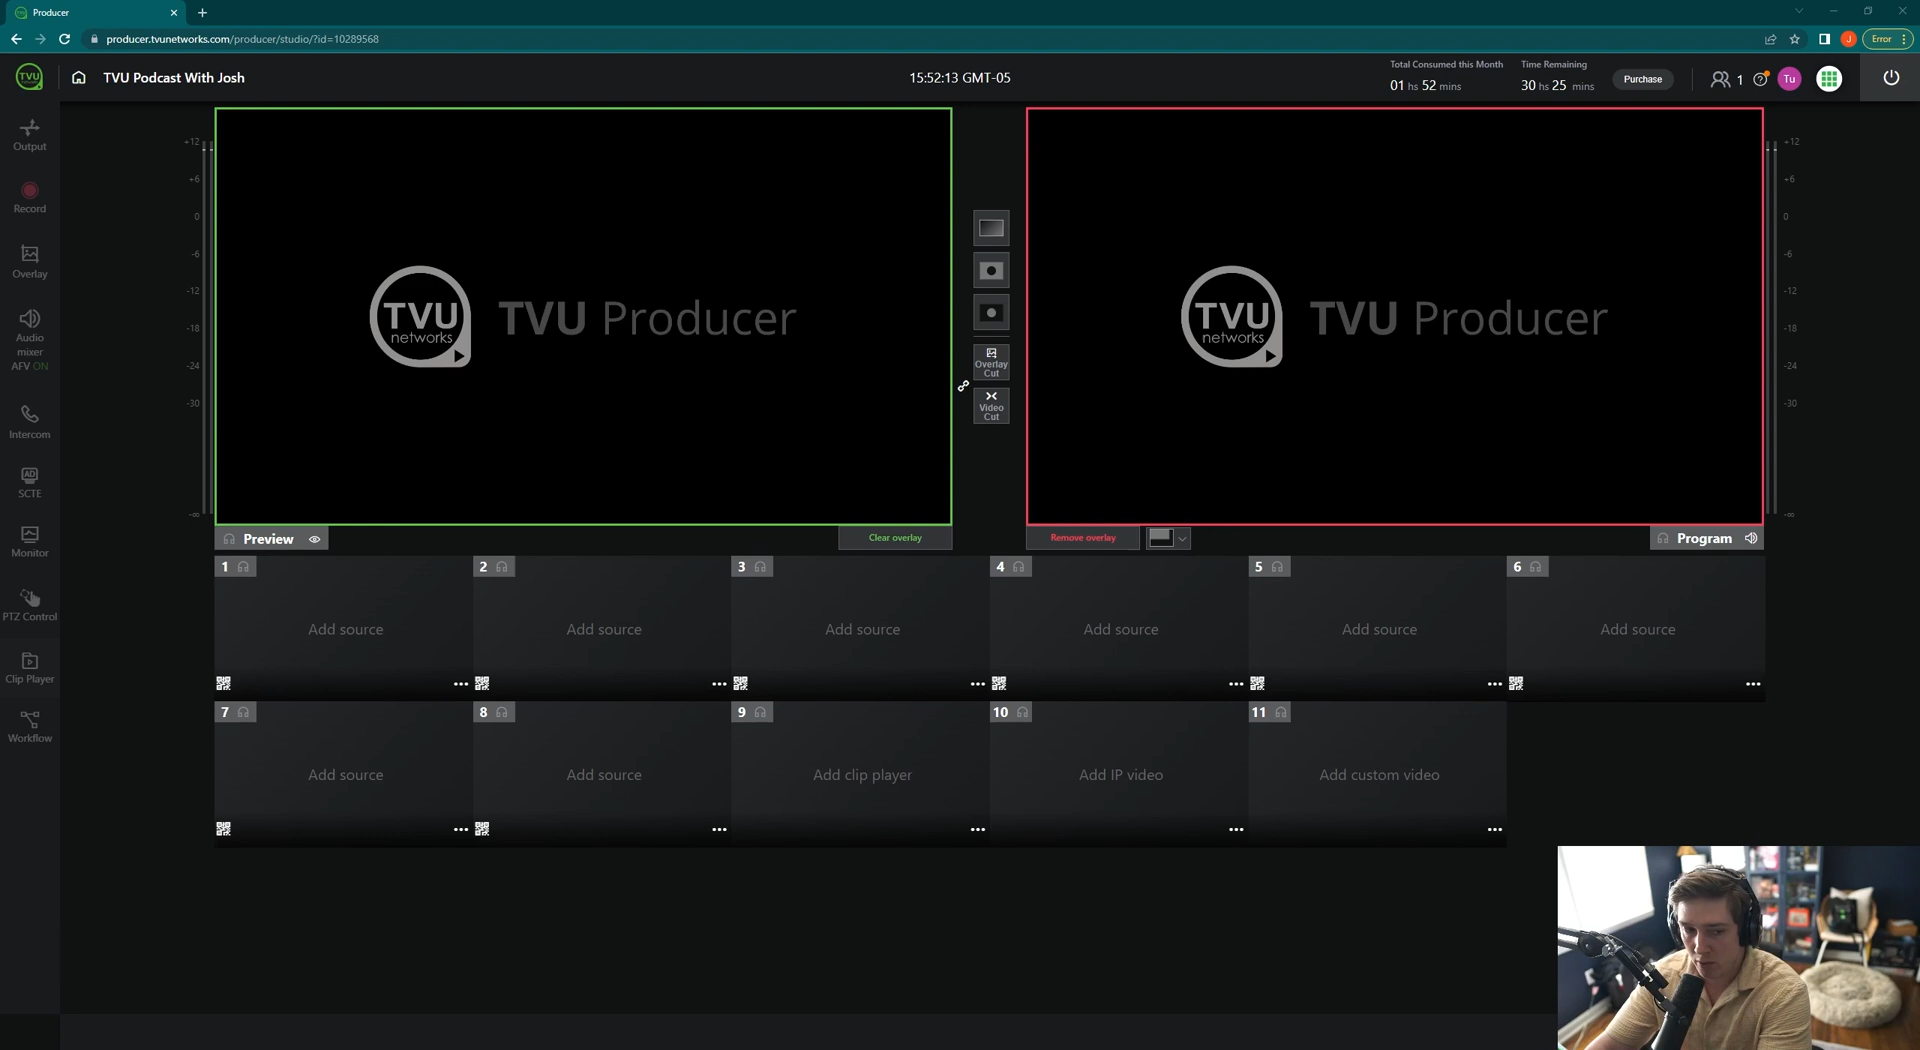 Producer
producer.tvunetworks.com/producer/studio/?id=10289568
J
Error
TVU
TVU Podcast With Josh
15:52:13 GMT-05
Total Consumed this Month
01 hs 52 mins
Time Remaining
30 hs 25 mins
Purchase
1
Tu
Output
Record
Overlay
Audio
mixer
AFV ON
Intercom
AD
SCTE
Monitor
PTZ Control
Clip Player
Workflow
+12
+6
0
-6
-12
-18
-24
-30
-∞
TVU
networks
TVU Producer
Overlay
Cut
Video
Cut
TVU
networks
TVU Producer
+12
+6
0
-6
-12
-18
-24
-30
-∞
Preview
Clear overlay
Remove overlay
Program
1
Add source
2
Add source
3
Add source
4
Add source
5
Add source
6
Add source
7
Add source
8
Add source
9
Add clip player
10
Add IP video
11
Add custom video